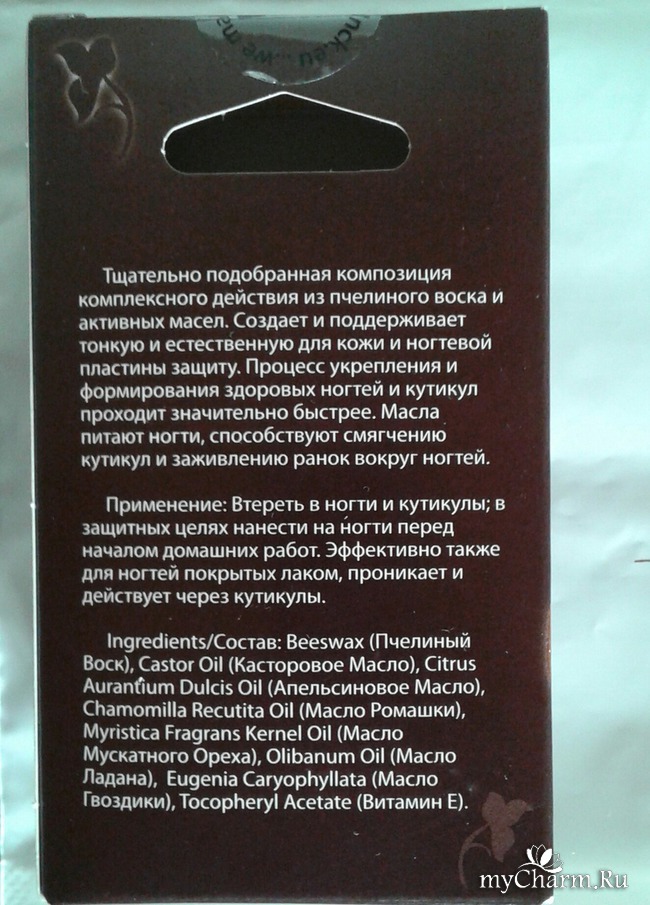 nck.eu ...we ma
Тщательно подобранная композиция
комплексного действия из пчелиного воска и
активных масел. Создает и поддерживает
тонкую и естественную для кожи и ногтевой
пластины защиту. Процесс укрепления и
формирования здоровых ногтей и кутикул
проходит значительно быстрее. Масла
питают ногти, способствуют смягчению
кутикул и заживлению ранок вокруг ногтей.
Применение: Втереть в ногти и кутикулы; в
защитных целях нанести на ногти перед
началом домашних работ. Эффективно также
для ногтей покрытых лаком, проникает и
действует через кутикулы.
Ingredients/Состав: Beeswax (Пчелиный
Воск), Castor Oil (Касторовое Масло), Citrus
Aurantium Dulcis Oil (Апельсиновое Масло),
Chamomilla Recutita Oil (Масло Ромашки),
Myristica Fragrans Kernel Oil (Масло
Мускатного Ореха), Olibanum Oil (Масло
Ладана), Eugenia Caryophyllata (Масло
Гвоздики), Tocopheryl Acetate (Витамин Е).
myCharm.Ru